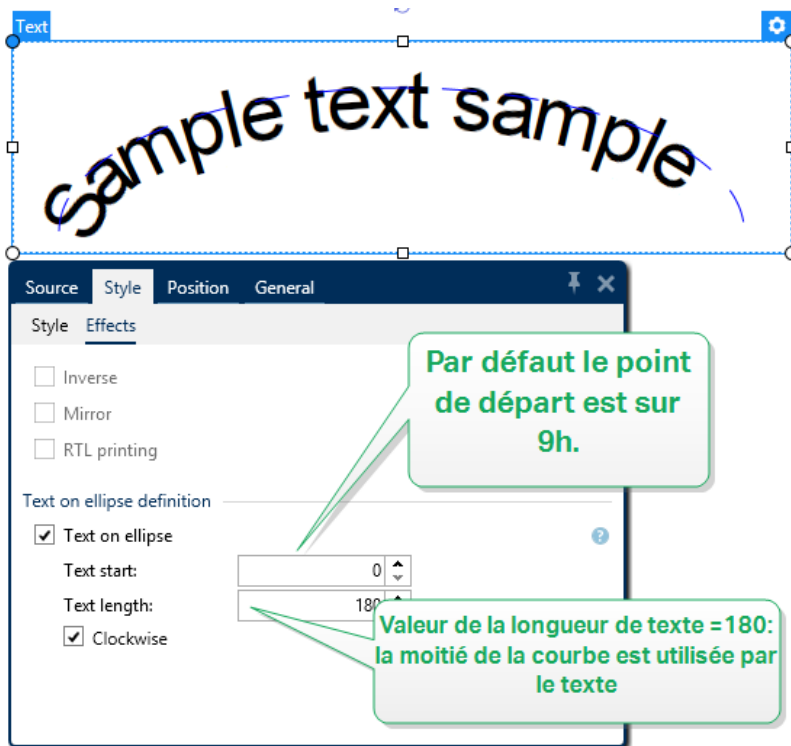 Text
Sample text sample
Source Style Position General
Style Effects
Inverse
Mirror
RTL printing
Par défaut le point
de départ est sur
9h.
Text on ellipse definition
Text on ellipse
?
Text start: 0
Text length: 180
Clockwise
Valeur de la longueur de texte =180:
la moitié de la courbe est utilisée par
le texte